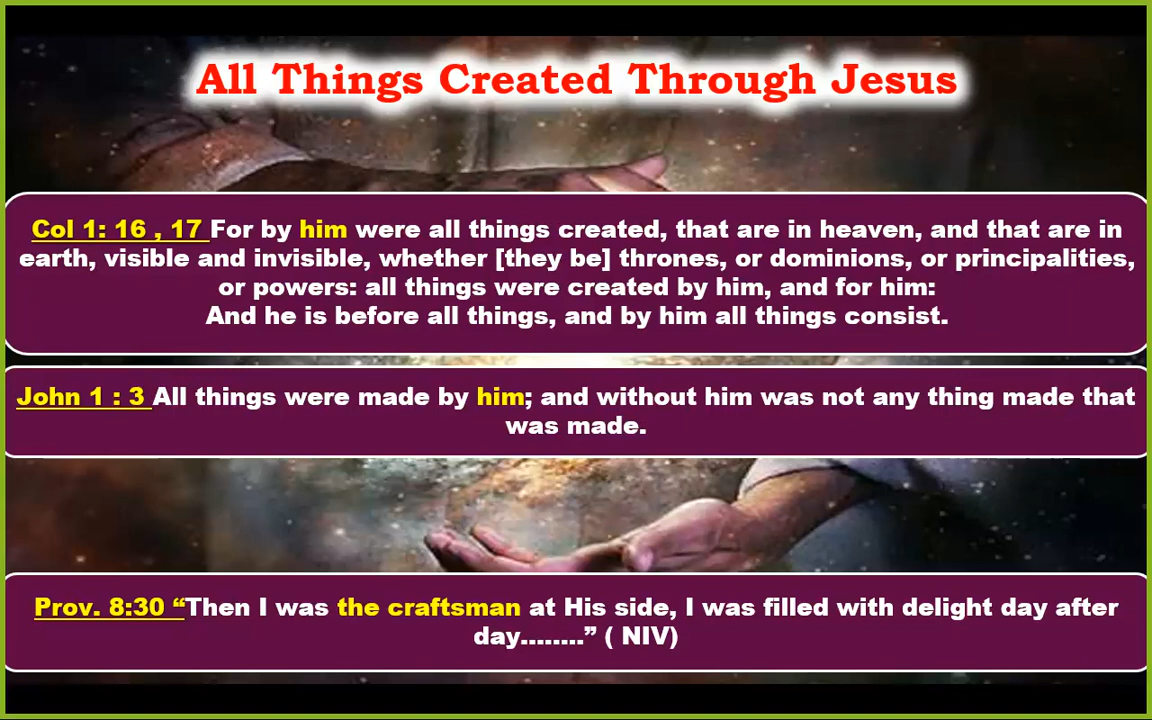 All Things Created Through Jesus
Col 1: 16 , 17 For by him were all things created, that are in heaven, and that are in
earth, visible and invisible, whether [they be] thrones, or dominions, or principalities,
or powers: all things were created by him, and for him:
And he is before all things, and by him all things consist.
John 1 : 3 All things were made by him; and without him was not any thing made that
was made.
Prov. 8:30 “Then I was the craftsman at His side, I was filled with delight day after
day........” ( NIV)